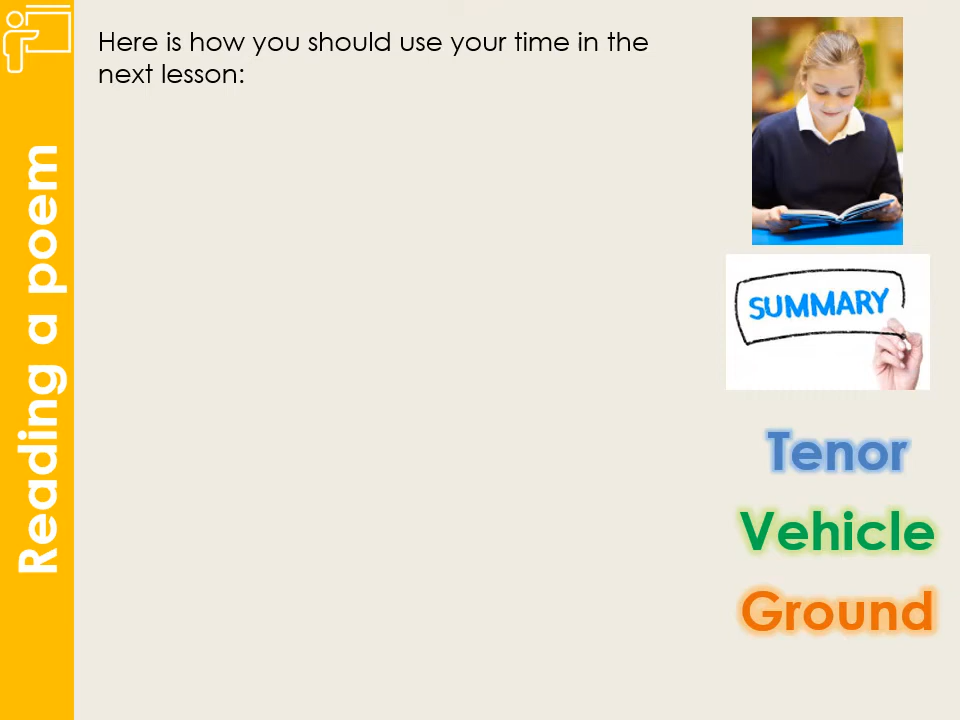 Reading a poem
Here is how you should use your time in the
next lesson:
SUMMARY
Tenor
Vehicle
Ground